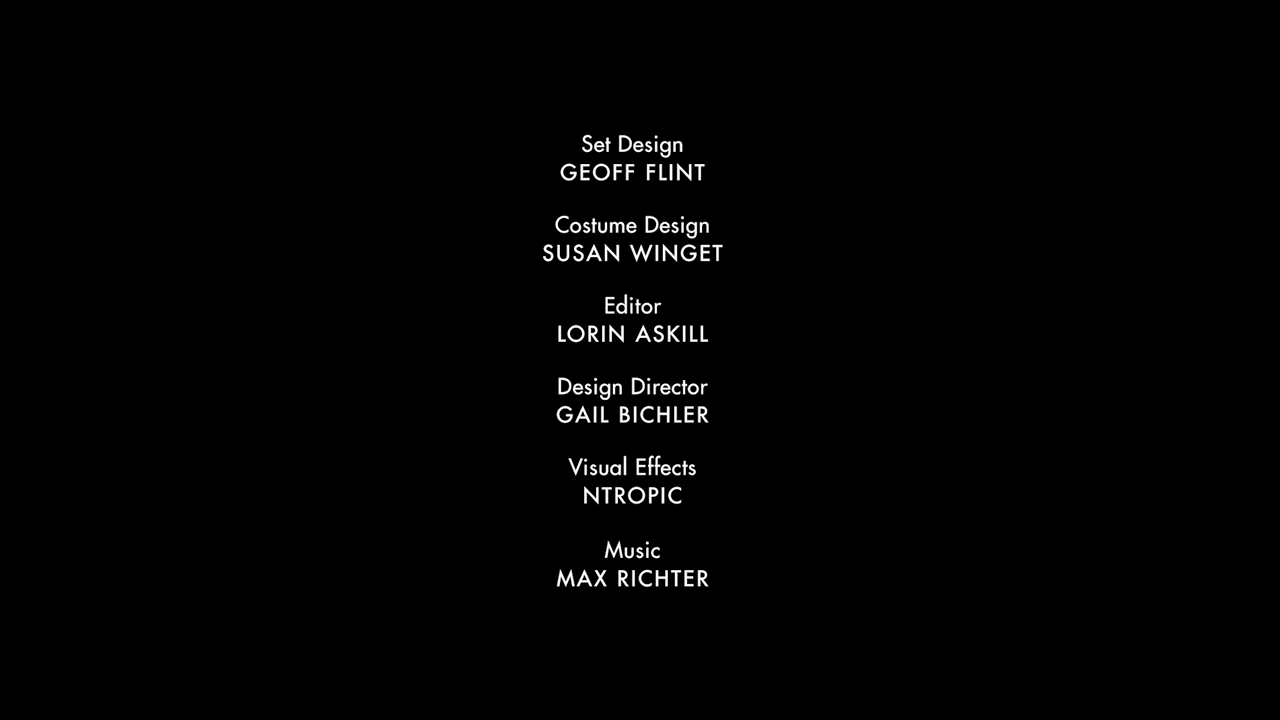 Set Design
GEOFF FLINT
Costume Design
SUSAN WINGET
Editor
LORIN ASKILL
Design Director
GAIL BICHLER
Visual Effects
NTROPIC
Music
MAX RICHTER